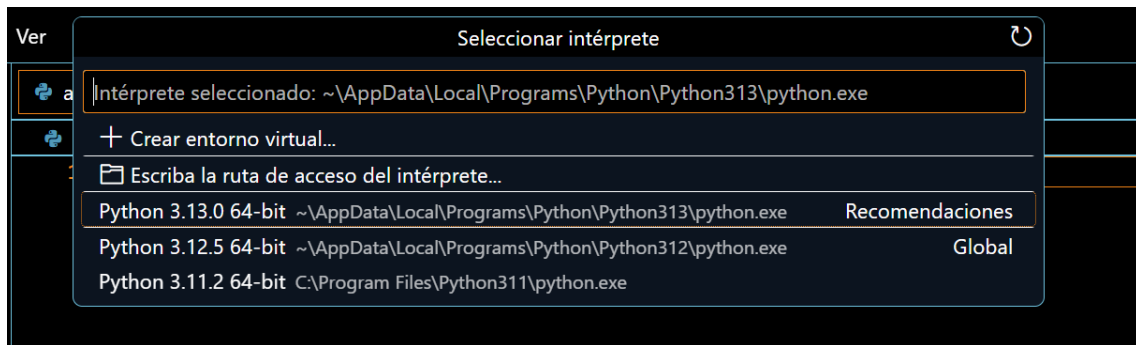 Ver
Seleccionar intérprete
a
Intérprete seleccionado: ~\AppData\Local\Programs\Python\Python313\python.exe
+ Crear entorno virtual...
Escriba la ruta de acceso del intérprete...
1
Python 3.13.0 64-bit ~\AppData\Local\Programs\Python\Python313\python.exe Recomendaciones
Python 3.12.5 64-bit ~\AppData\Local\Programs\Python\Python312\python.exe Global
Python 3.11.2 64-bit C:\Program Files\Python311\python.exe